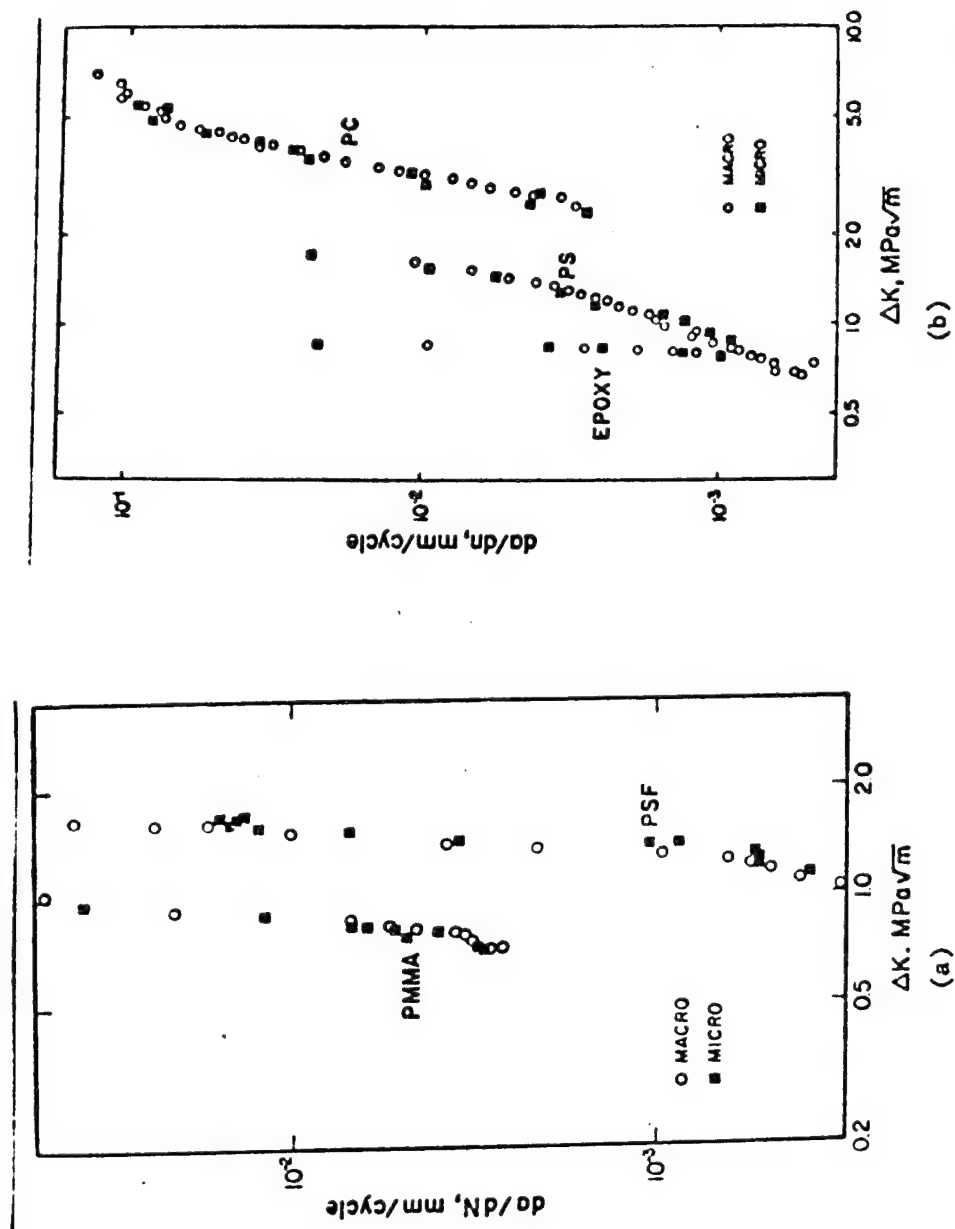 da/dN, mm/cycle
10-2
10-3
PMMA
PSF
○ MACRO
■ MICRO
0.2
0.5
1.0
2.0
ΔK. MPa√m
(a)
da/dn, mm/cycle
10-1
10-2
10-3
PC
PS
EPOXY
○ MACRO
■ MICRO
0.5
1.0
2.0
5.0
10.0
ΔK, MPa√m
(b)